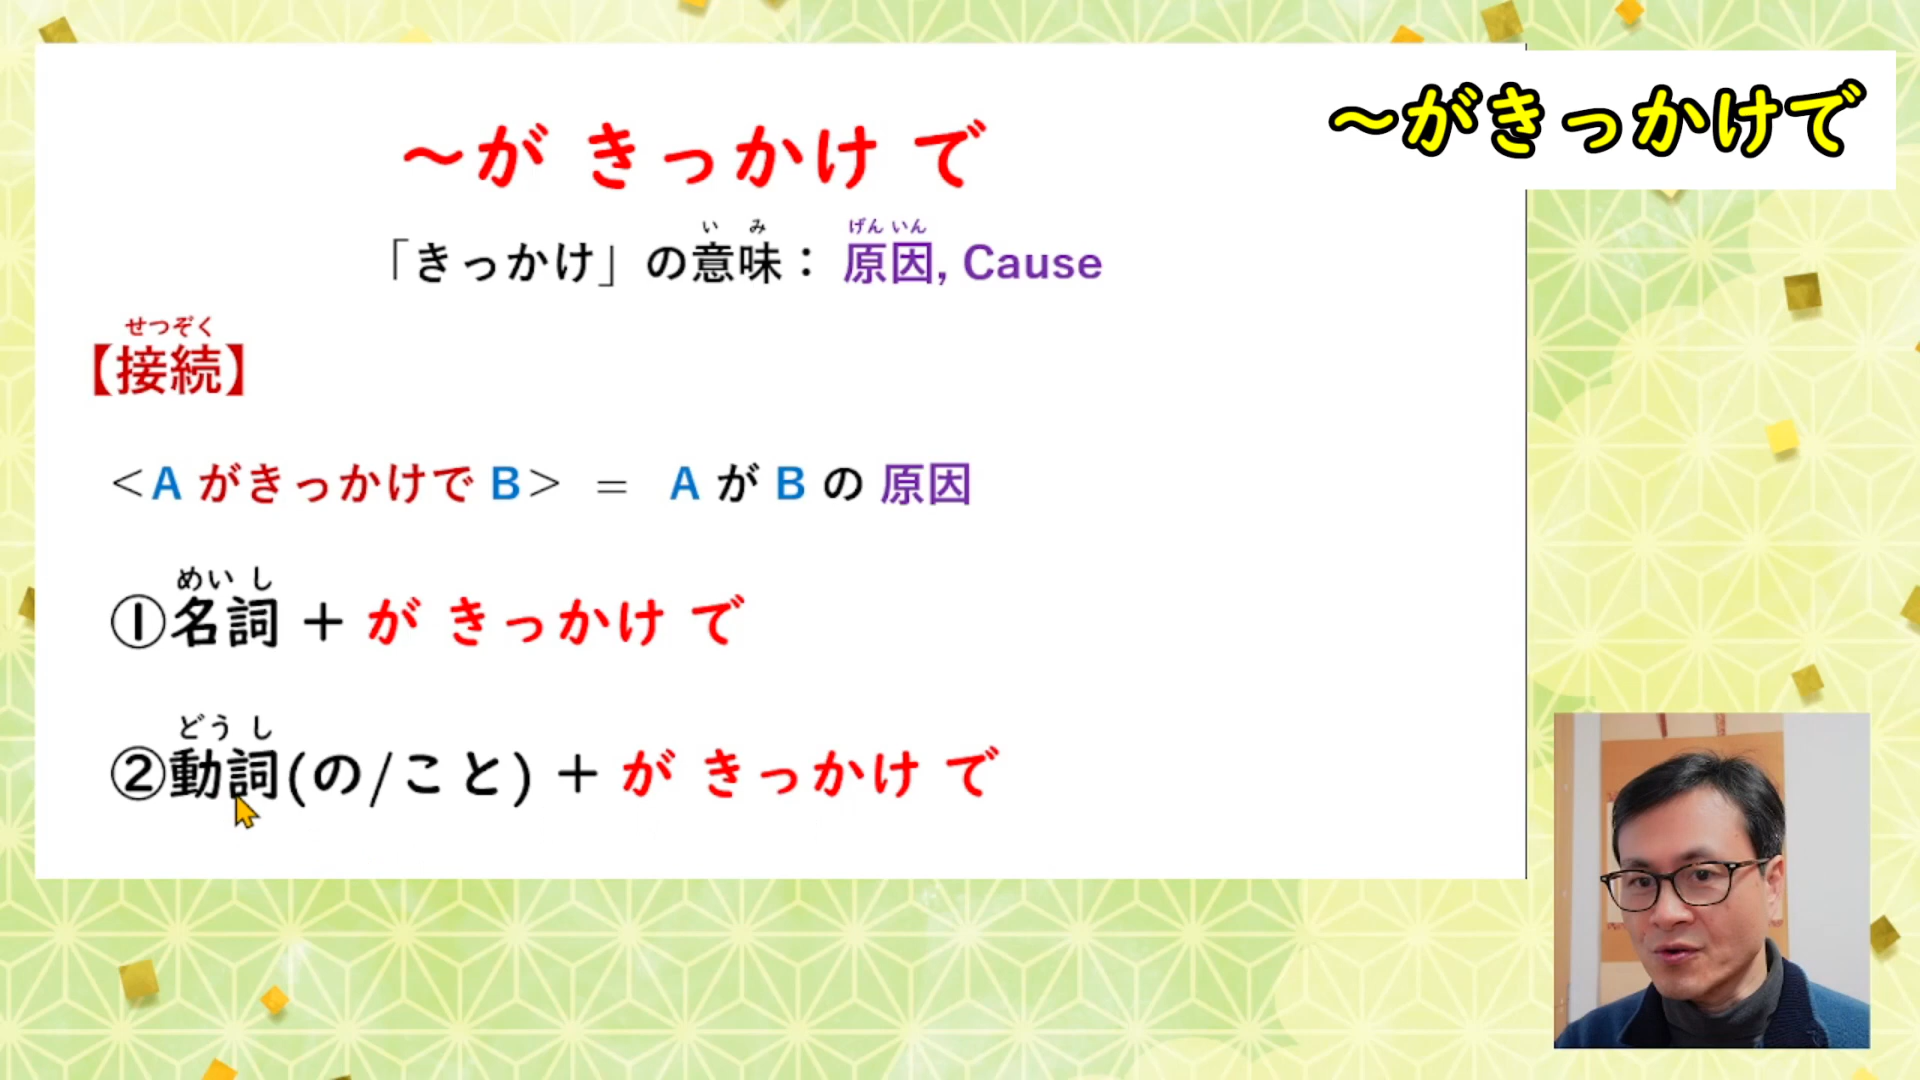 ～がきっかけで
～が きっかけ で
い み げん いん
「きっかけ」の意味： 原因, Cause
せつぞく
【接続】
＜A がきっかけで B＞ ＝ A が B の 原因
めい し
①名詞 ＋ が きっかけ で
どう し
②動詞(の/こと) ＋ が きっかけ で